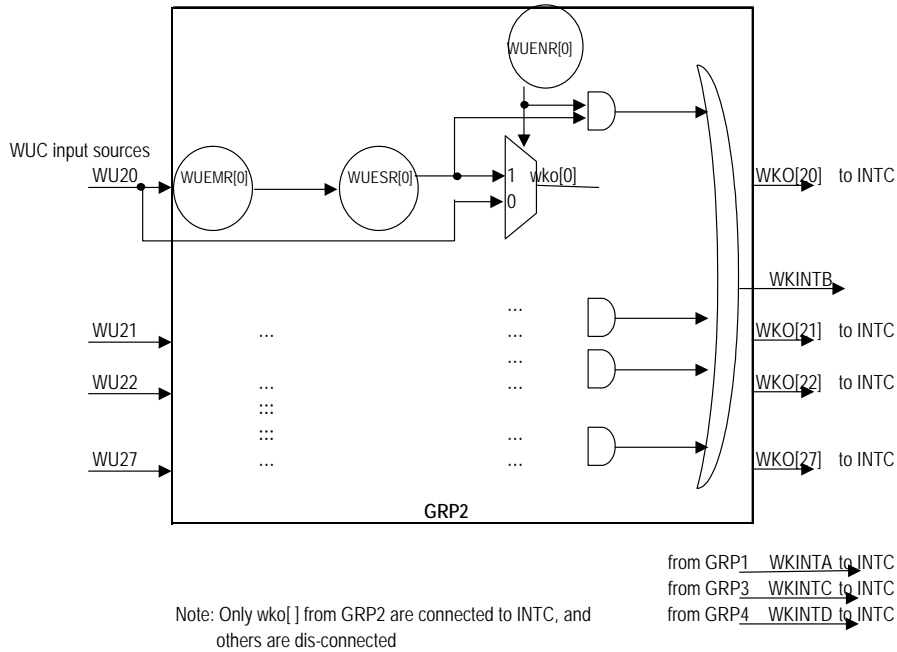 WUENR[0]
WUC input sources
WU20
WUEMR[0]
WUESR[0]
1
wko[0]
0
WKO[20] to INTC
WKINTB
...
WU21
...
...
WKO[21] to INTC
...
WU22
...
...
WKO[22] to INTC
:::
:::
...
WU27
...
...
WKO[27] to INTC
GRP2
from GRP1 WKINTA to INTC
from GRP3 WKINTC to INTC
from GRP4 WKINTD to INTC
Note: Only wko[ ] from GRP2 are connected to INTC, and
others are dis-connected